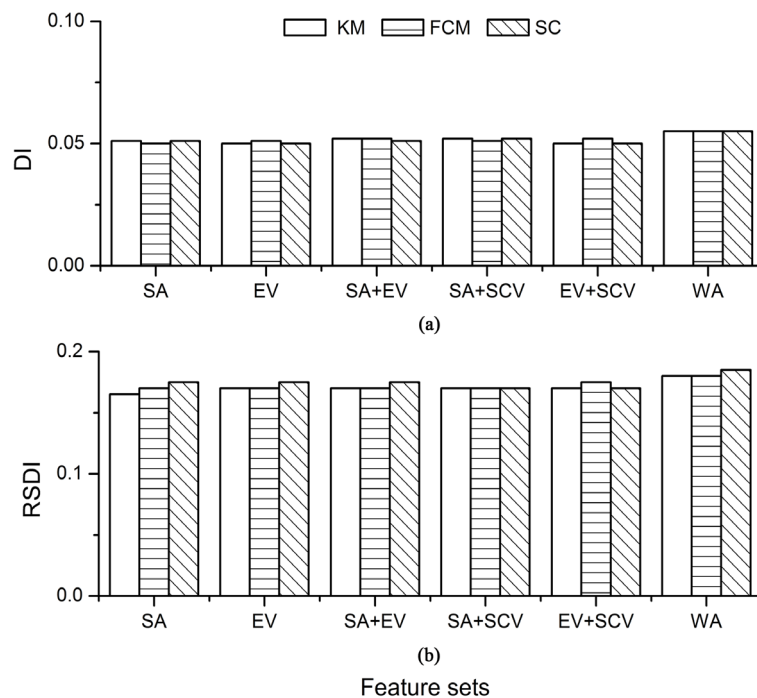 0.10
KM FCM SC
DI
0.05
0.00
SA EV SA+EV SA+SCV EV+SCV WA
(a)
0.2
RSDI
0.1
0.0
SA EV SA+EV SA+SCV EV+SCV WA
(b)
Feature sets